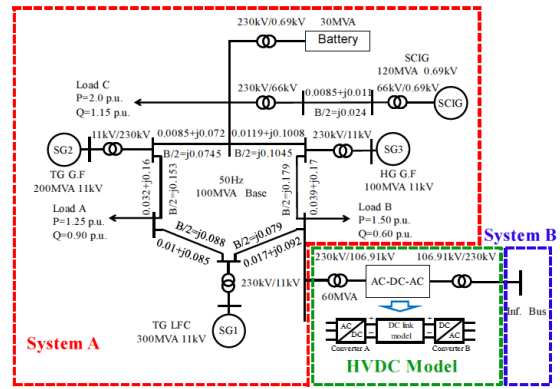 230kV/0.69kV
30MVA
Battery
SCIG
120MVA 0.69kV
Load C
P=2.0 p.u.
Q=1.15 p.u.
230kV/66kV
0.0085+j0.011
B/2=j0.024
66kV/0.69kV
SCIG
11kV/230kV
0.0085+j0.072
B/2=j0.0745
0.0119+j0.1008
B/2=j0.1045
230kV/11kV
SG2
SG3
TG G.F
200MVA 11kV
HG G.F
100MVA 11kV
0.032+j0.16
B/2=j0.153
50Hz
100MVA Base
B/2=j0.179
0.039+j0.17
Load A
P=1.25 p.u.
Q=0.90 p.u.
Load B
P=1.50 p.u.
Q=0.60 p.u.
B/2=j0.088
0.01+j0.085
B/2=j0.079
0.017+j0.092
System B
230kV/11kV
230kV/106.91kV
106.91kV/230kV
AC-DC-AC
60MVA
Inf. Bus
TG LFC
300MVA 11kV
SG1
AC
DC
DC link
model
AC
DC
Converter A
Converter B
System A
HVDC Model